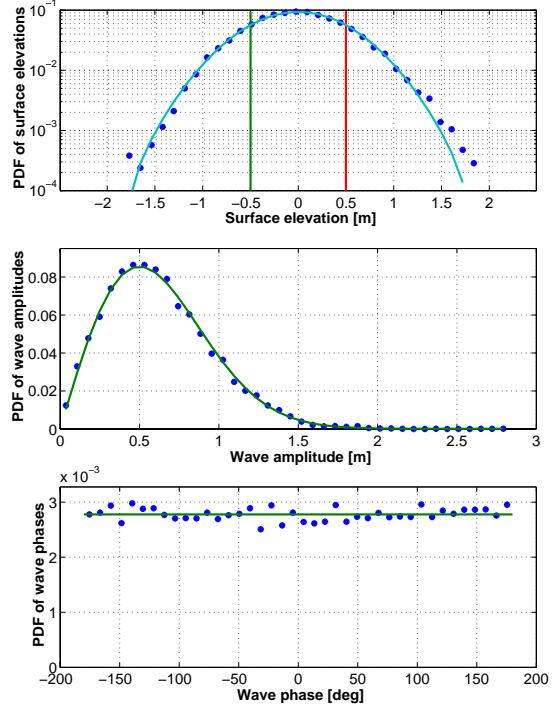 PDF of surface elevations
10^−1
10^−2
10^−3
10^−4
−2 −1.5 −1 −0.5 0 0.5 1 1.5 2
Surface elevation [m]
PDF of wave amplitudes
0.08
0.06
0.04
0.02
0
0 0.5 1 1.5 2 2.5 3
Wave amplitude [m]
x 10^−3
PDF of wave phases
3
2
1
0
−200 −150 −100 −50 0 50 100 150 200
Wave phase [deg]